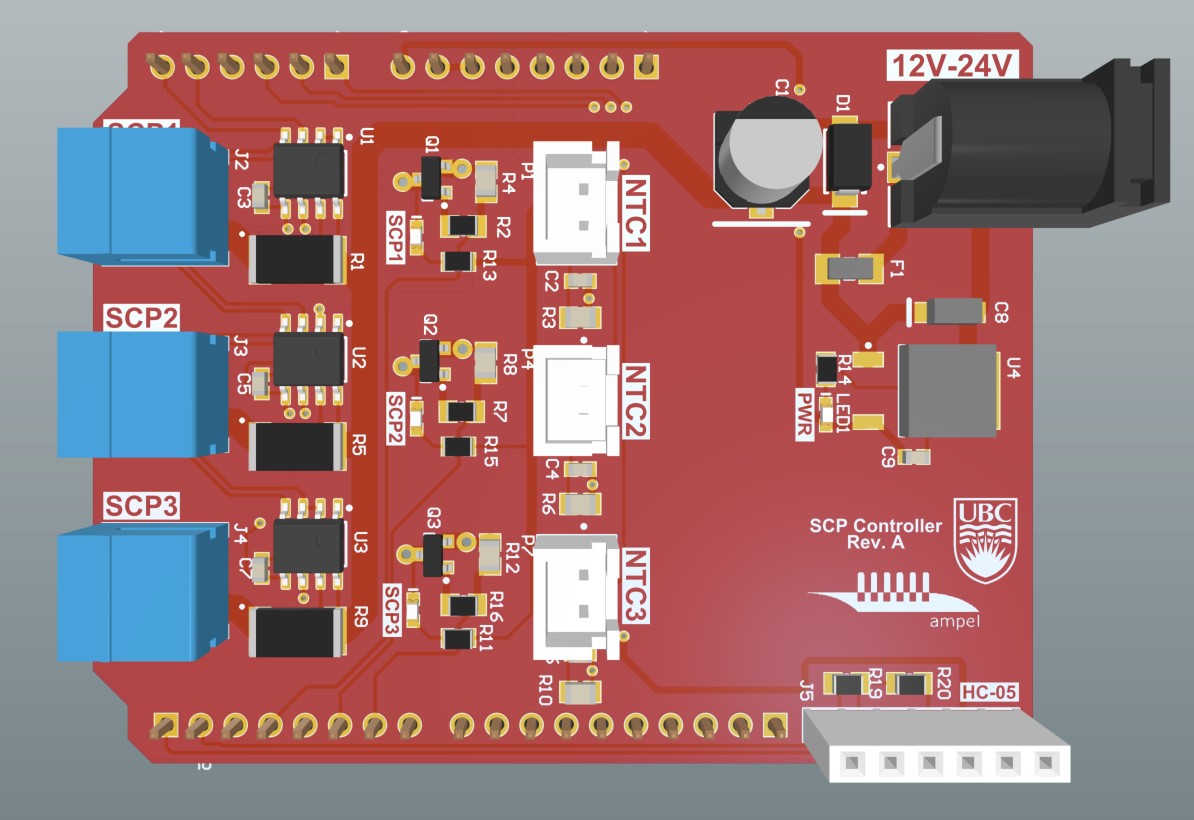 12V-24V
SCP1
J2
C3
U1
R1
Q1
R4
R2
SCP1
R13
P1
NTC1
C2
R3
C1
D1
F1
C8
SCP2
J3
C5
U2
R5
Q2
R8
R7
SCP2
R15
P4
NTC2
C4
R6
R14
PWR
LED1
U4
C9
SCP3
J4
C7
U3
R9
Q3
R12
SCP3
R16
R11
P7
NTC3
R10
SCP Controller
Rev. A
UBC
ampel
J5
R19
R20
HC-05